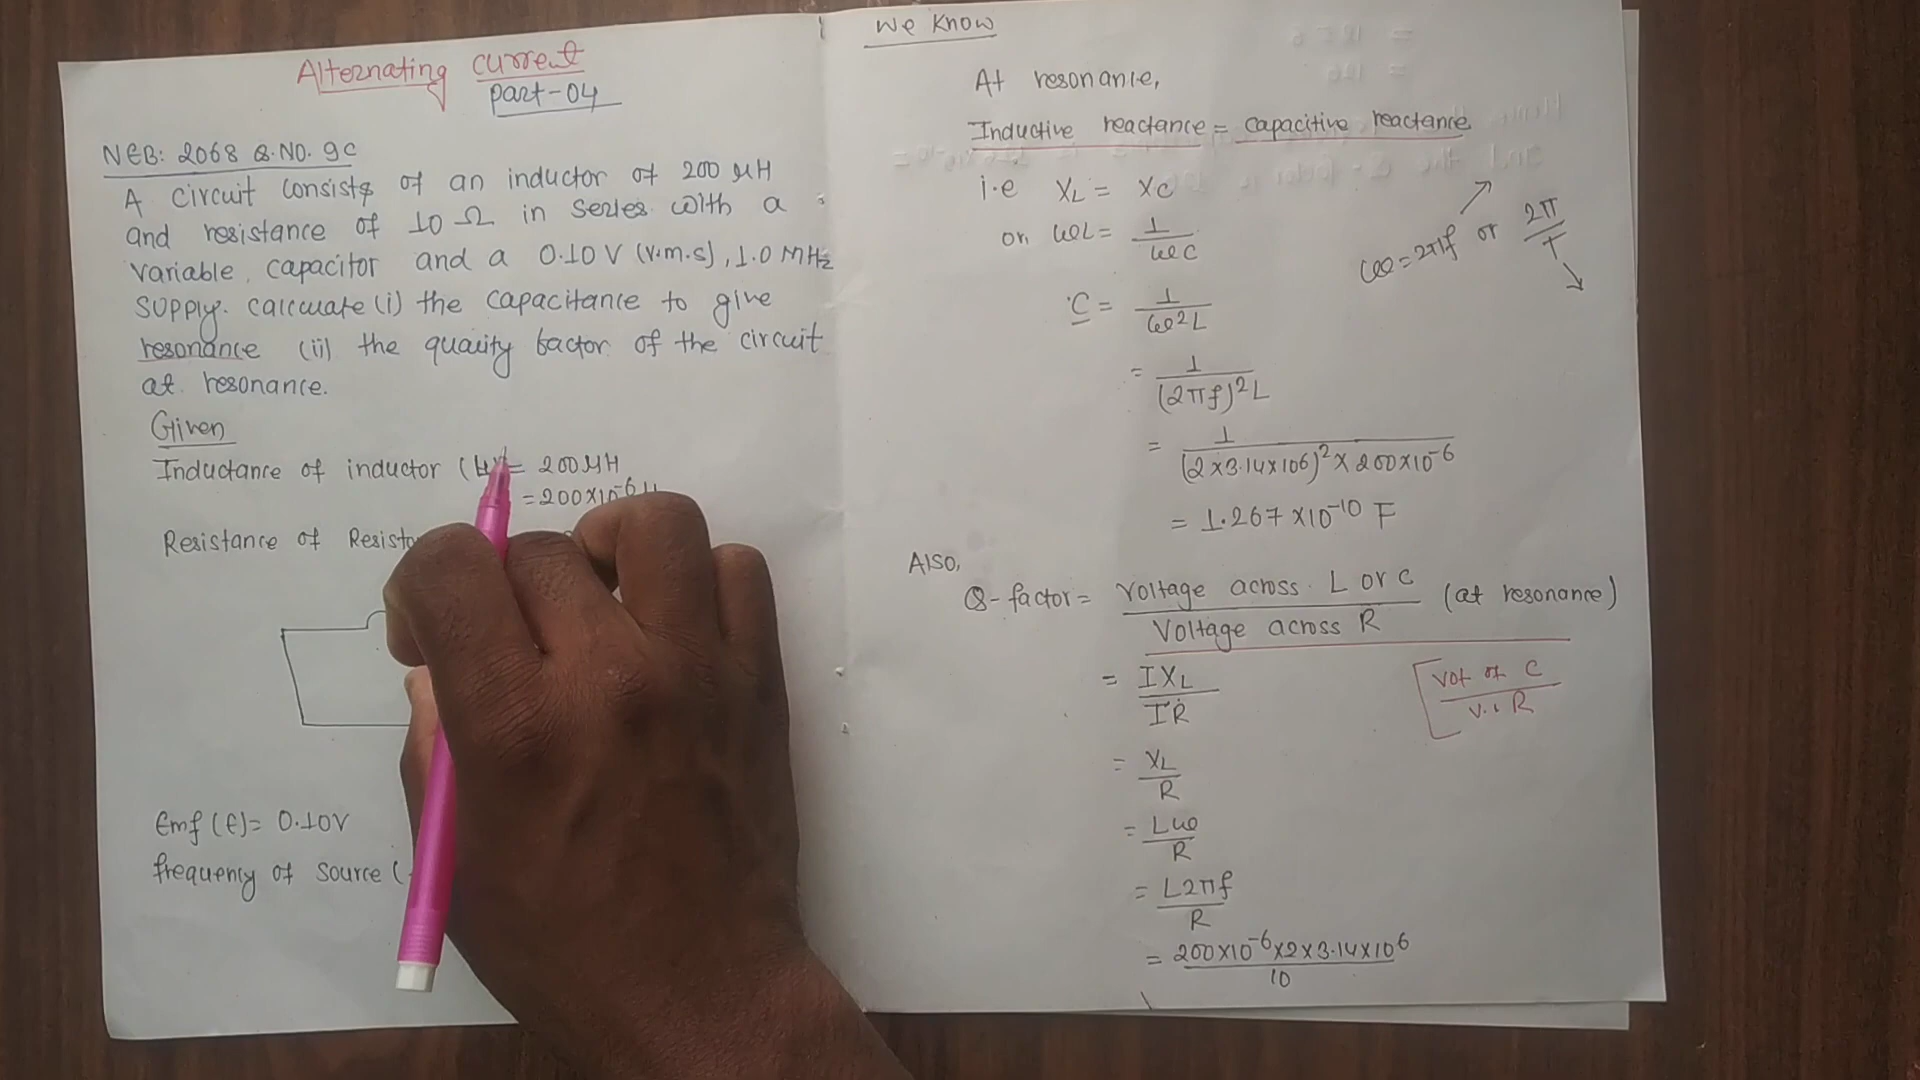 Alternating current
part-04
NEB: 2068 Q.NO. 9C
A circuit consists of an inductor of 200 μH
and resistance of 10 Ω in series with a
variable capacitor and a 0.10 V (r.m.s), 1.0 MHz
supply. calculate (i) the capacitance to give
resonance (ii) the quality factor of the circuit
at resonance.
Given
Inductance of inductor (L) = 200 μH
= 200×10⁻⁶ H
Resistance of Resisto
Emf (E) = 0.10V
frequency of source (
We know
At resonance,
Inductive reactance = capacitive reactance
i.e XL = Xc
or ωL = 1/ωC
ω = 2πf or 2π/T
C = 1/ω²L
= 1/(2πf)²L
= 1/(2×3.14×106)²×200×10⁻⁶
= 1.267 ×10⁻¹⁰ F
Also,
Q-factor = Voltage across L or C / Voltage across R (at resonance)
= IXL/IR
Vot of C / V.. R
= XL/R
= Lω/R
= L2πf/R
= 200×10⁻⁶×2×3.14×10⁶/10